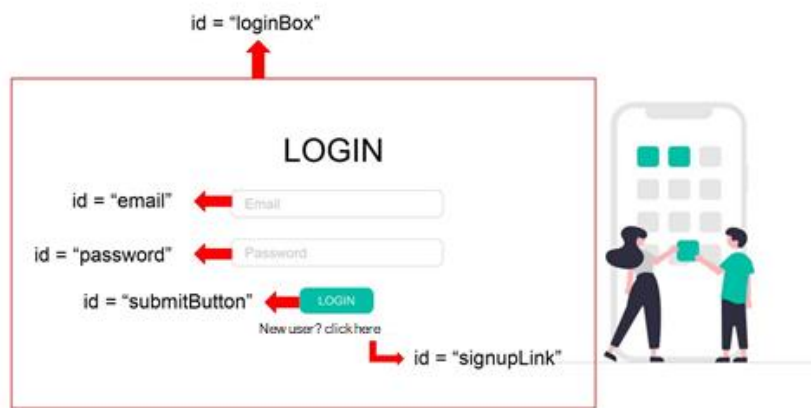 id = “loginBox”
LOGIN
id = “email”
Email
id = “password”
Password
id = “submitButton”
LOGIN
New user? click here
id = “signupLink”